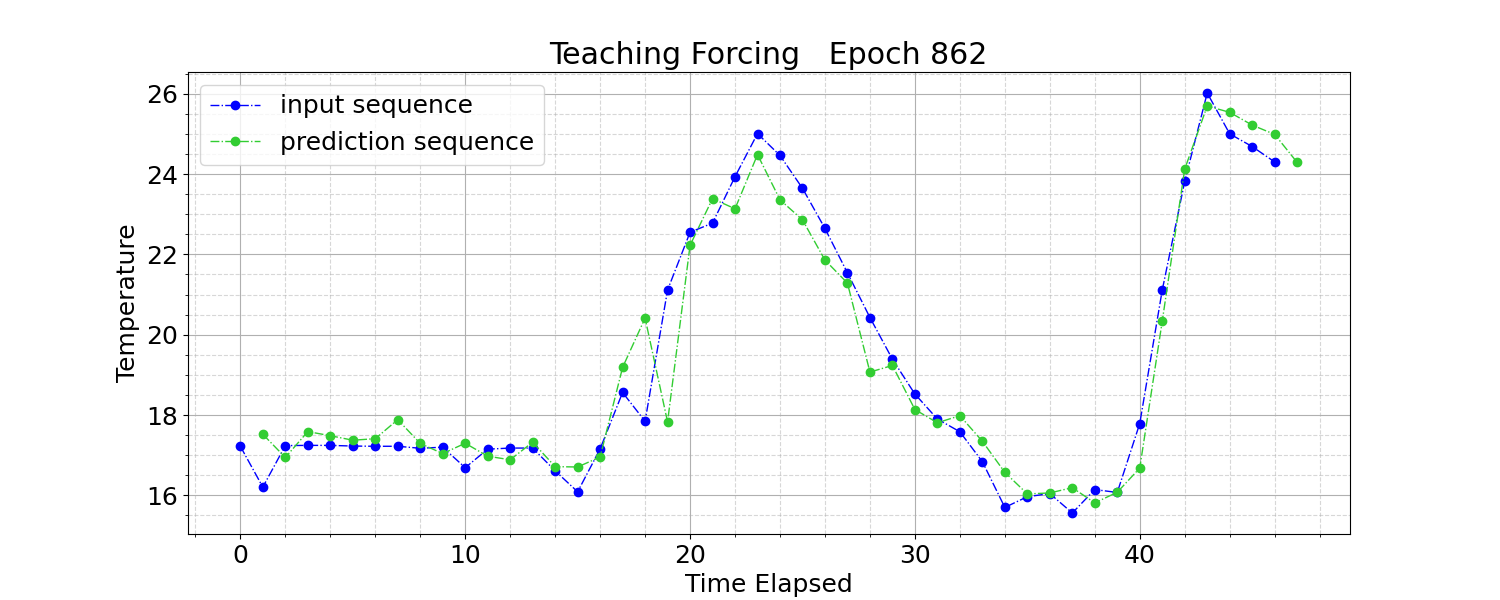 Teaching Forcing   Epoch 862
input sequence
prediction sequence
Temperature
26
24
22
20
18
16
0 10 20 30 40
Time Elapsed